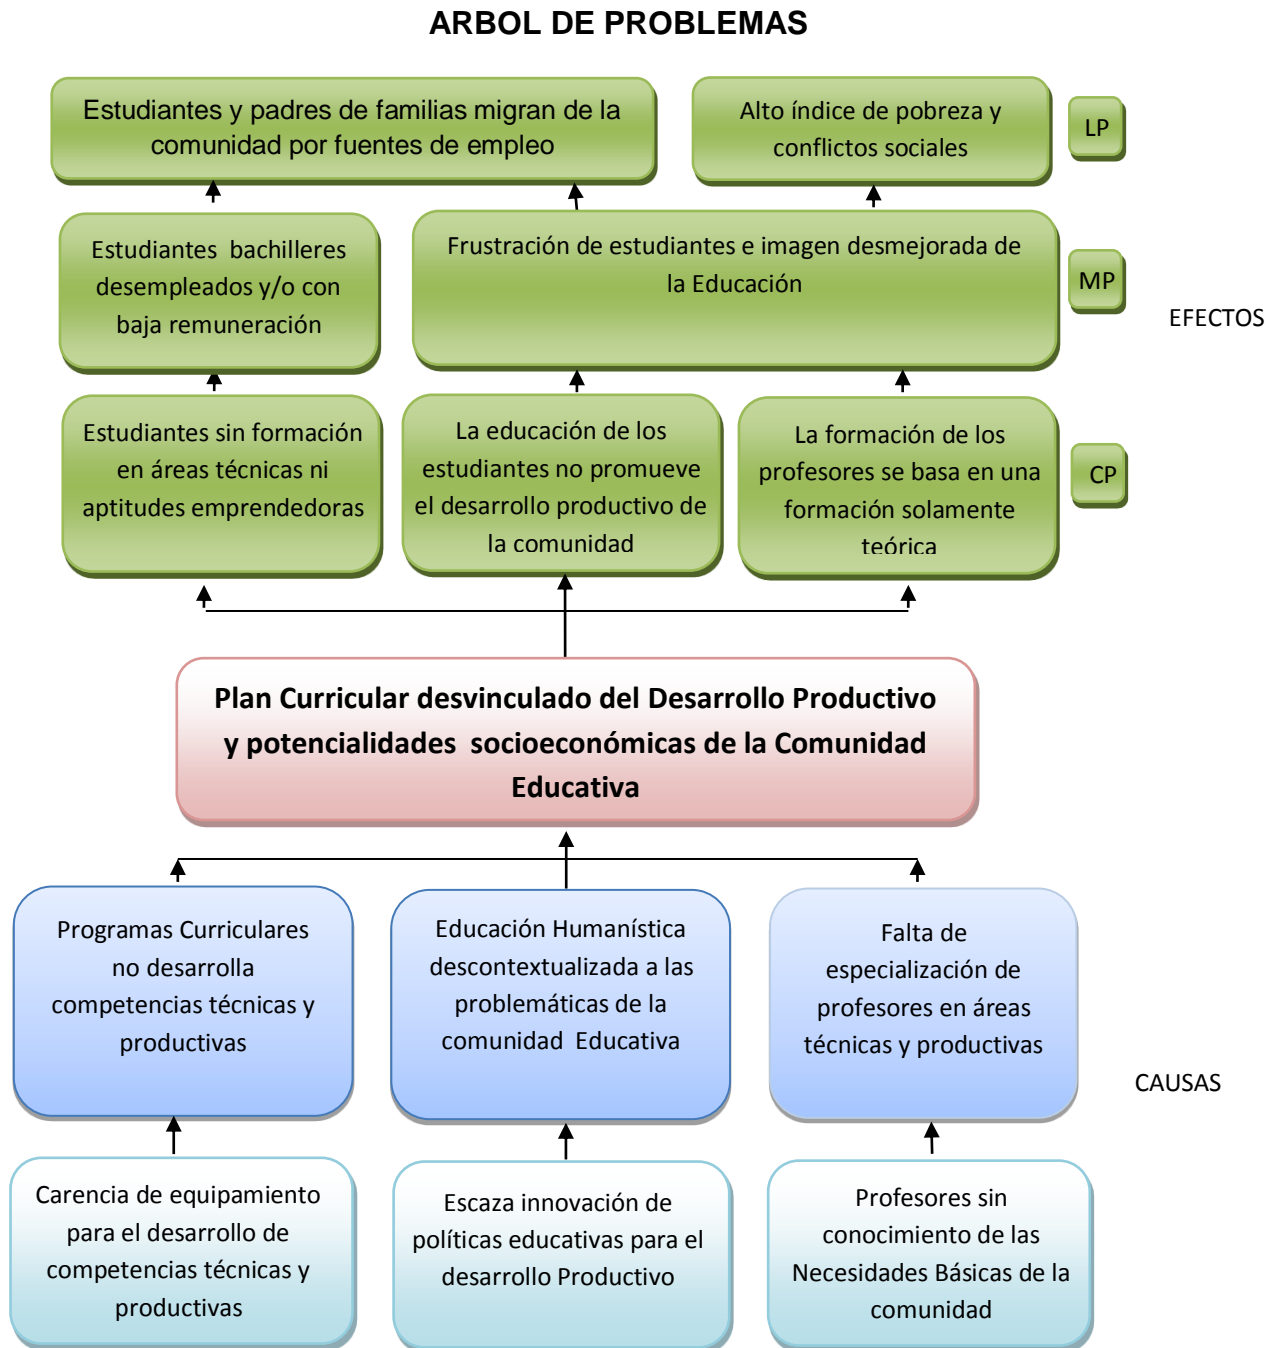 ARBOL DE PROBLEMAS
Estudiantes y padres de familias migran de la
comunidad por fuentes de empleo
Alto índice de pobreza y
conflictos sociales
LP
Estudiantes bachilleres
desempleados y/o con
baja remuneración
Frustración de estudiantes e imagen desmejorada de
la Educación
MP
EFECTOS
Estudiantes sin formación
en áreas técnicas ni
aptitudes emprendedoras
La educación de los
estudiantes no promueve
el desarrollo productivo de
la comunidad
La formación de los
profesores se basa en una
formación solamente
teórica
CP
Plan Curricular desvinculado del Desarrollo Productivo
y potencialidades socioeconómicas de la Comunidad
Educativa
Programas Curriculares
no desarrolla
competencias técnicas y
productivas
Educación Humanística
descontextualizada a las
problemáticas de la
comunidad Educativa
Falta de
especialización de
profesores en áreas
técnicas y productivas
CAUSAS
Carencia de equipamiento
para el desarrollo de
competencias técnicas y
productivas
Escaza innovación de
políticas educativas para el
desarrollo Productivo
Profesores sin
conocimiento de las
Necesidades Básicas de la
comunidad